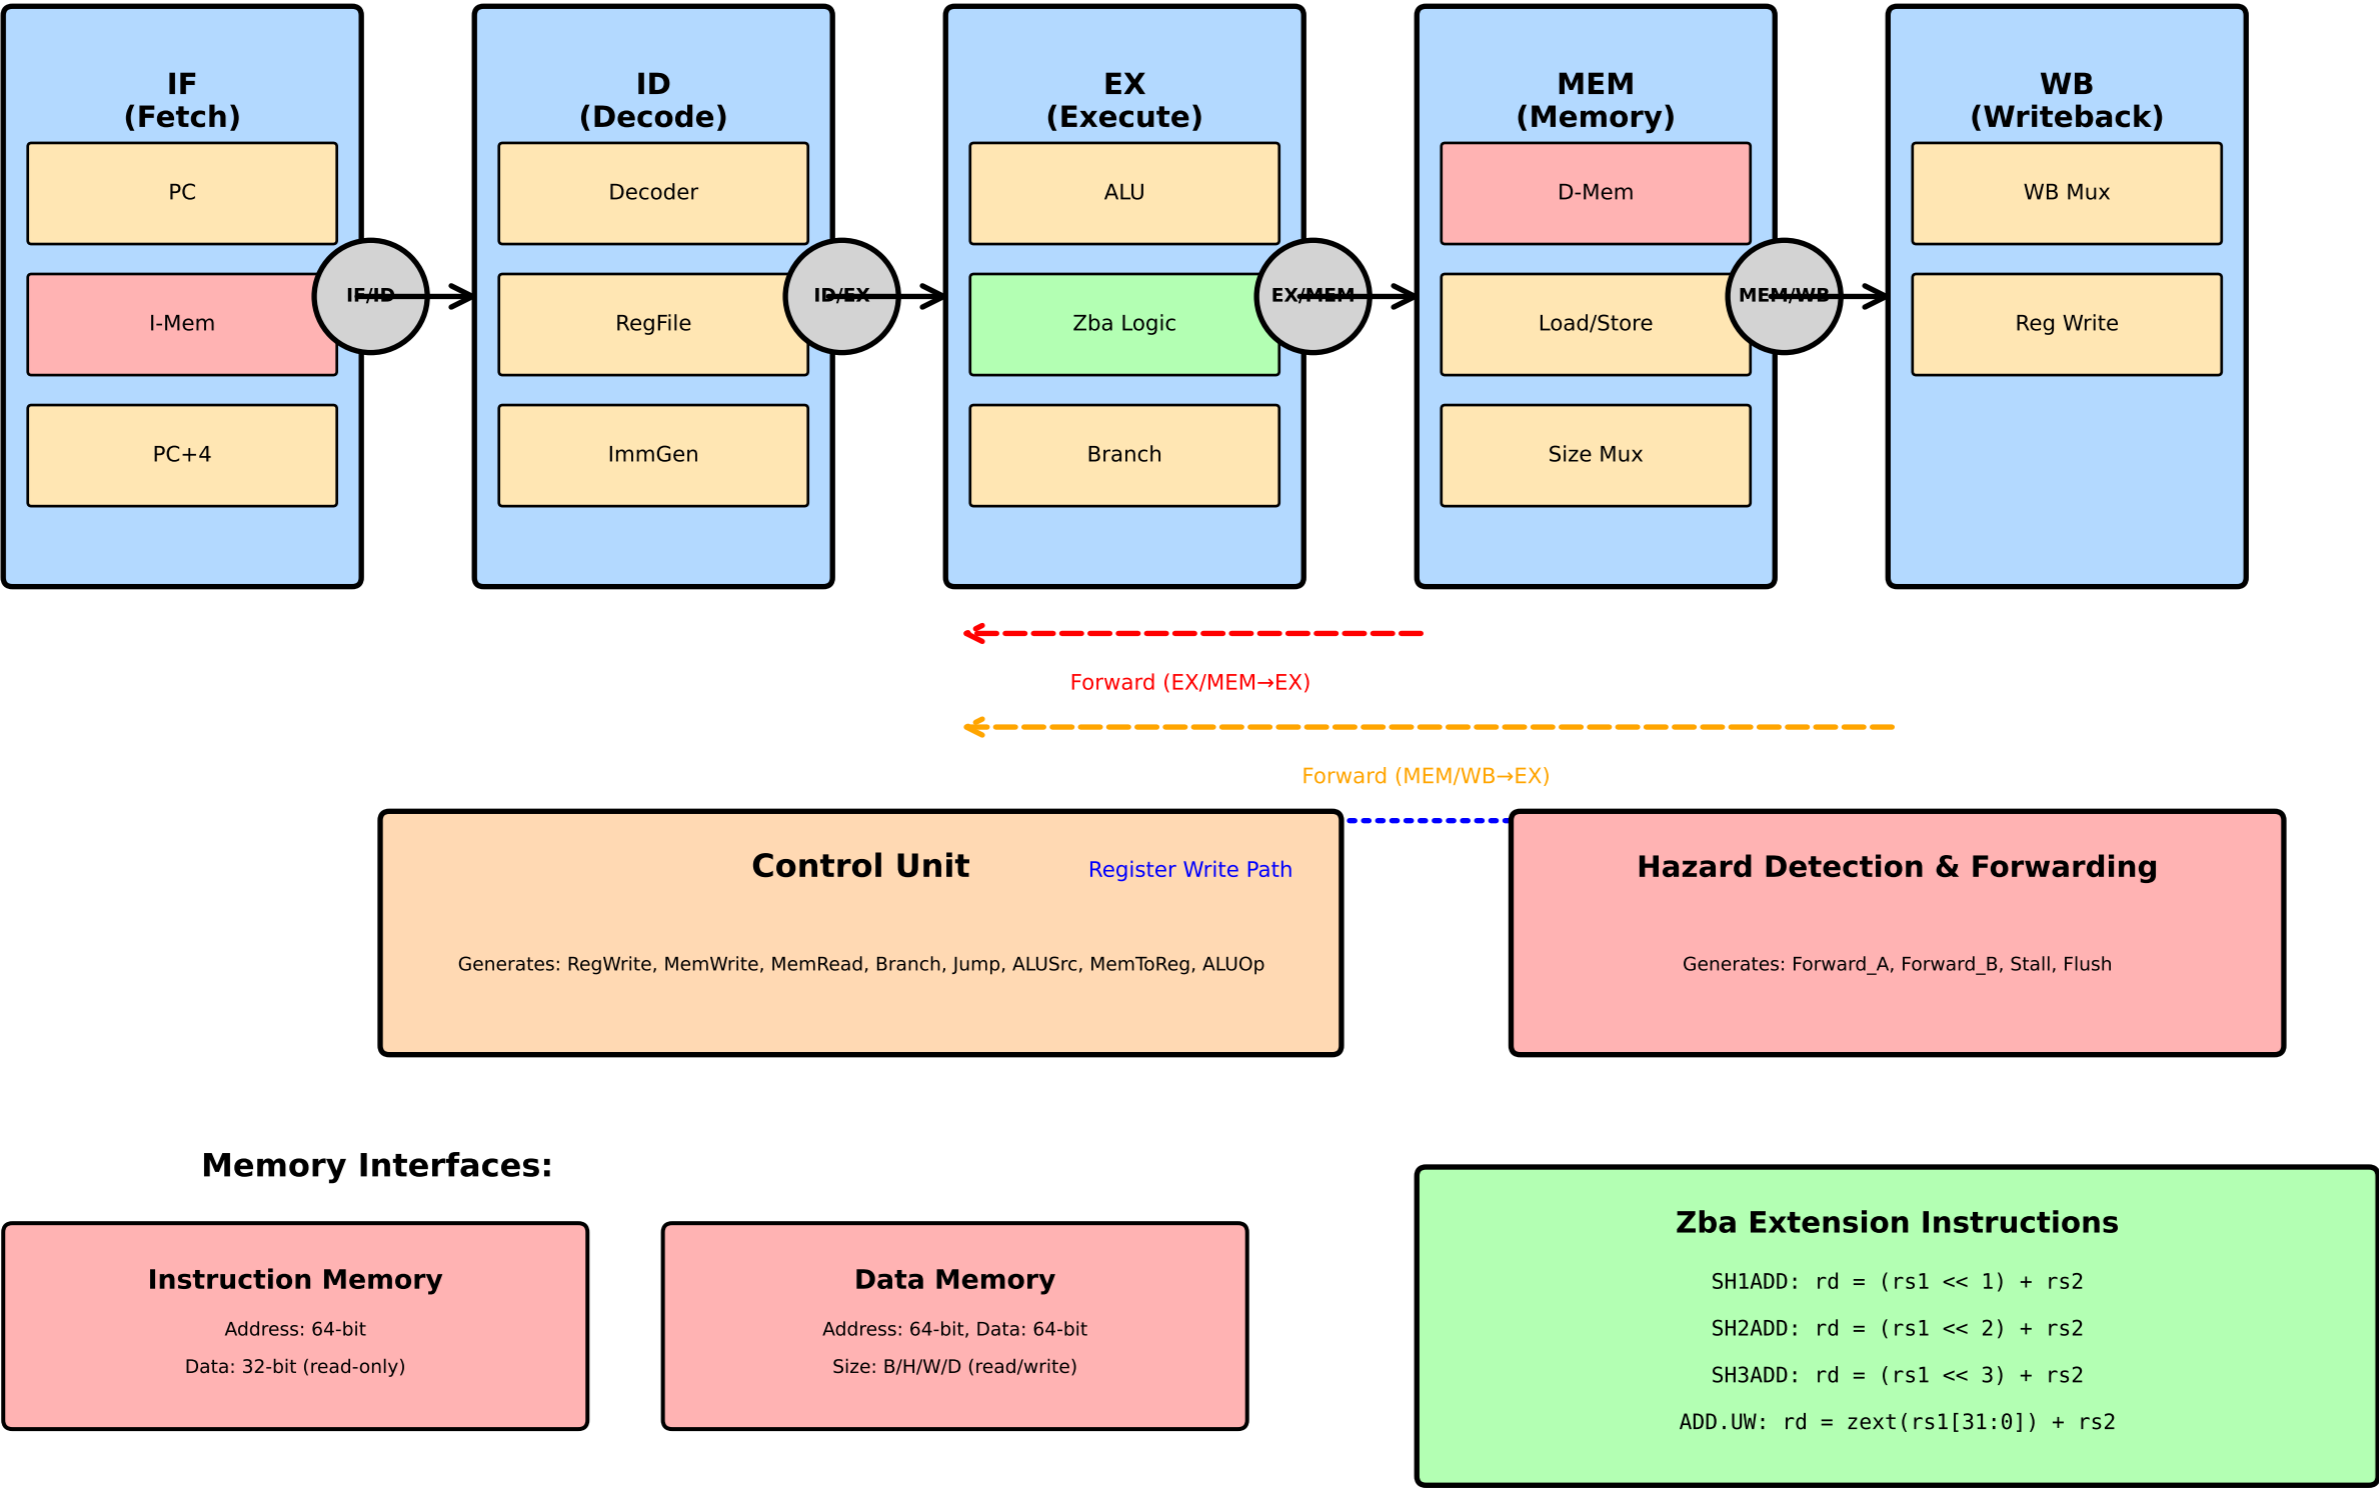 IF
(Fetch)
PC
I-Mem
PC+4
IF/ID
ID
(Decode)
Decoder
RegFile
ImmGen
ID/EX
EX
(Execute)
ALU
Zba Logic
Branch
EX/MEM
MEM
(Memory)
D-Mem
Load/Store
Size Mux
MEM/WB
WB
(Writeback)
WB Mux
Reg Write
Forward (EX/MEM→EX)
Forward (MEM/WB→EX)
Control Unit
Register Write Path
Generates: RegWrite, MemWrite, MemRead, Branch, Jump, ALUSrc, MemToReg, ALUOp
Hazard Detection & Forwarding
Generates: Forward_A, Forward_B, Stall, Flush
Memory Interfaces:
Instruction Memory
Address: 64-bit
Data: 32-bit (read-only)
Data Memory
Address: 64-bit, Data: 64-bit
Size: B/H/W/D (read/write)
Zba Extension Instructions
SH1ADD: rd = (rs1 << 1) + rs2
SH2ADD: rd = (rs1 << 2) + rs2
SH3ADD: rd = (rs1 << 3) + rs2
ADD.UW: rd = zext(rs1[31:0]) + rs2